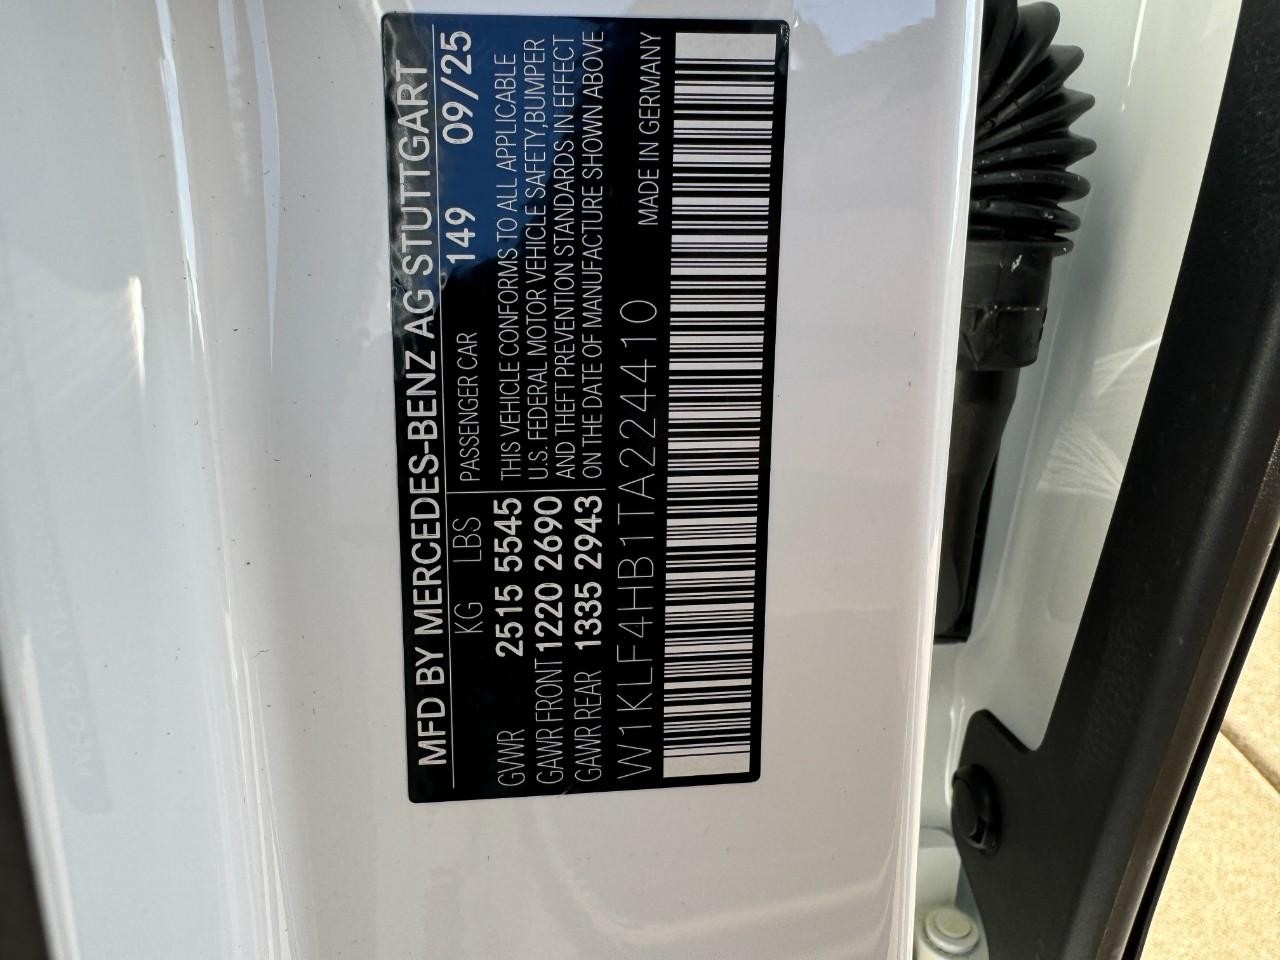 MFD BY MERCEDES-BENZ AG STUTTGART
KG LBS PASSENGER CAR 149 09/25
GVWR 2515 5545 THIS VEHICLE CONFORMS TO ALL APPLICABLE
GAWR FRONT 1220 2690 U.S. FEDERAL MOTOR VEHICLE SAFETY,BUMPER
AND THEFT PREVENTION STANDARDS IN EFFECT
GAWR REAR 1335 2943 ON THE DATE OF MANUFACTURE SHOWN ABOVE
W1KLF4HB1TA224410 MADE IN GERMANY